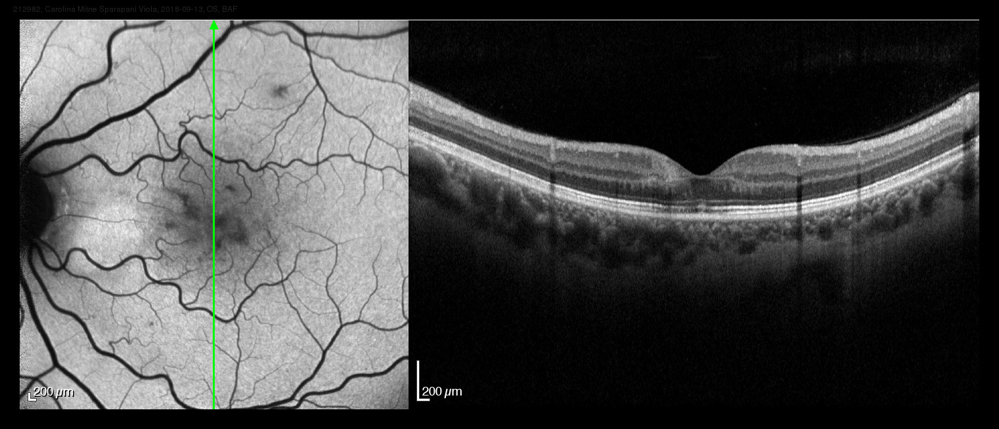 212982, Carolina Mitne Sparapani Viola, 2018-09-13, OS, BAF
200 µm
200 µm